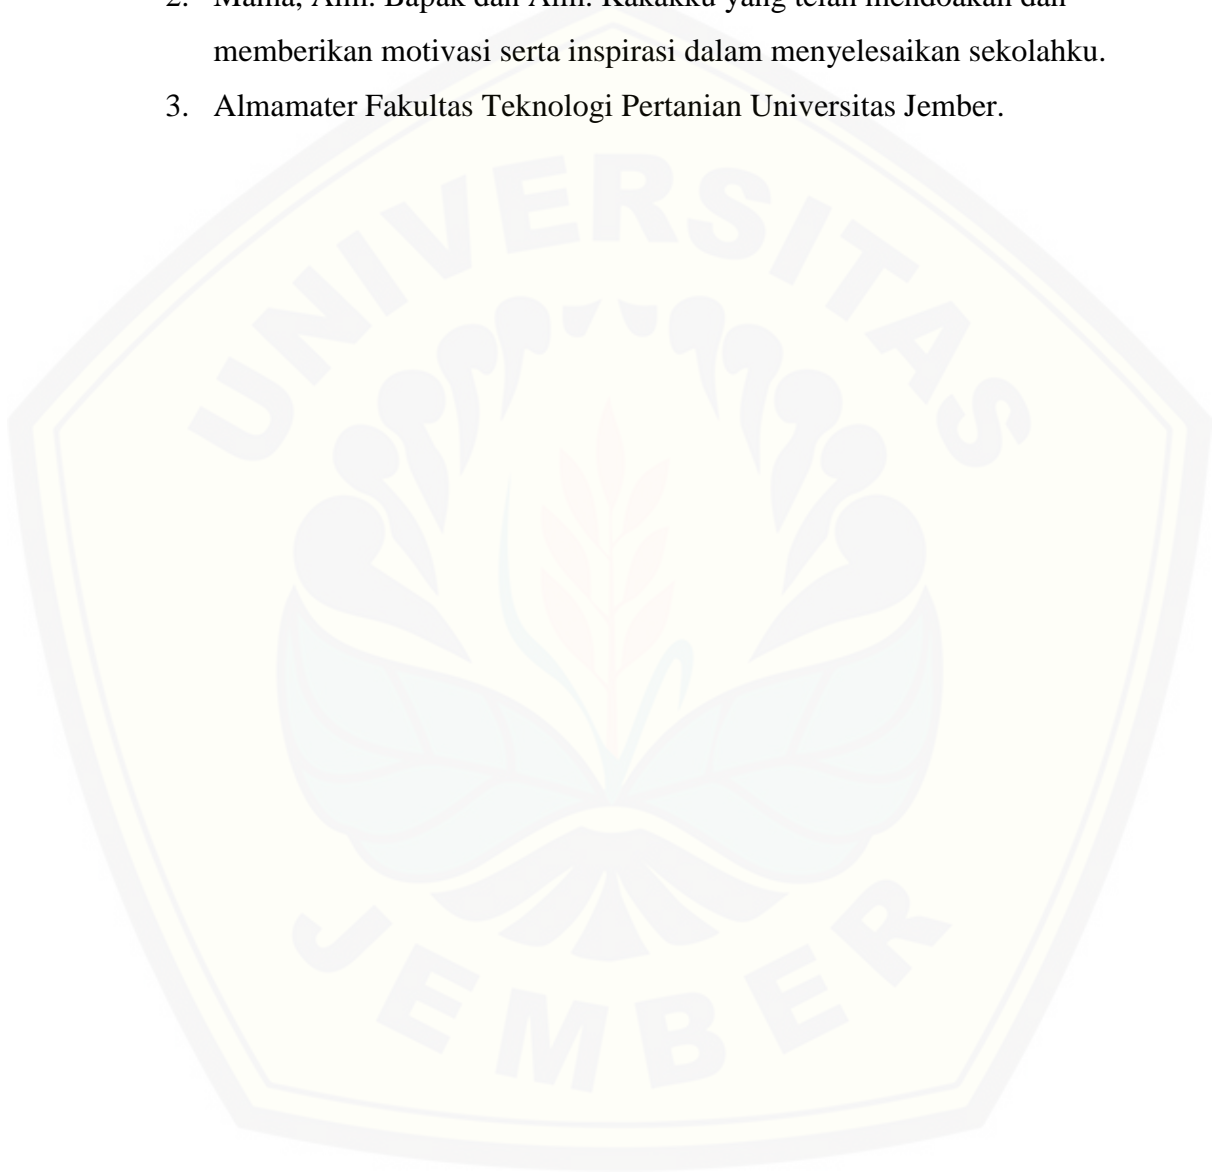 2. Mama, Alm. Bapak dan Alm. Kakakku yang telah mendoakan dan
memberikan motivasi serta inspirasi dalam menyelesaikan sekolahku.
3. Almamater Fakultas Teknologi Pertanian Universitas Jember.
UNIVERSITAS
JEMBER